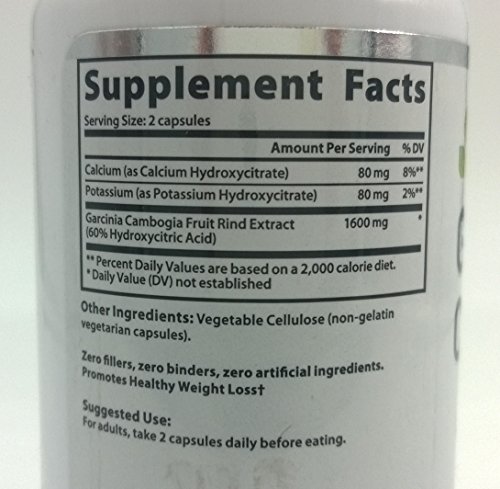 Supplement Facts
Serving Size: 2 capsules
Amount Per Serving % DV
Calcium (as Calcium Hydroxycitrate) 80 mg 8%**
Potassium (as Potassium Hydroxycitrate) 80 mg 2%**
Garcinia Cambogia Fruit Rind Extract 1600 mg *
(60% Hydroxycitric Acid)
** Percent Daily Values are based on a 2,000 calorie diet.
* Daily Value (DV) not established
Other Ingredients: Vegetable Cellulose (non-gelatin
vegetarian capsules).
Zero fillers, zero binders, zero artificial ingredients.
Promotes Healthy Weight Loss†
Suggested Use:
For adults, take 2 capsules daily before eating.